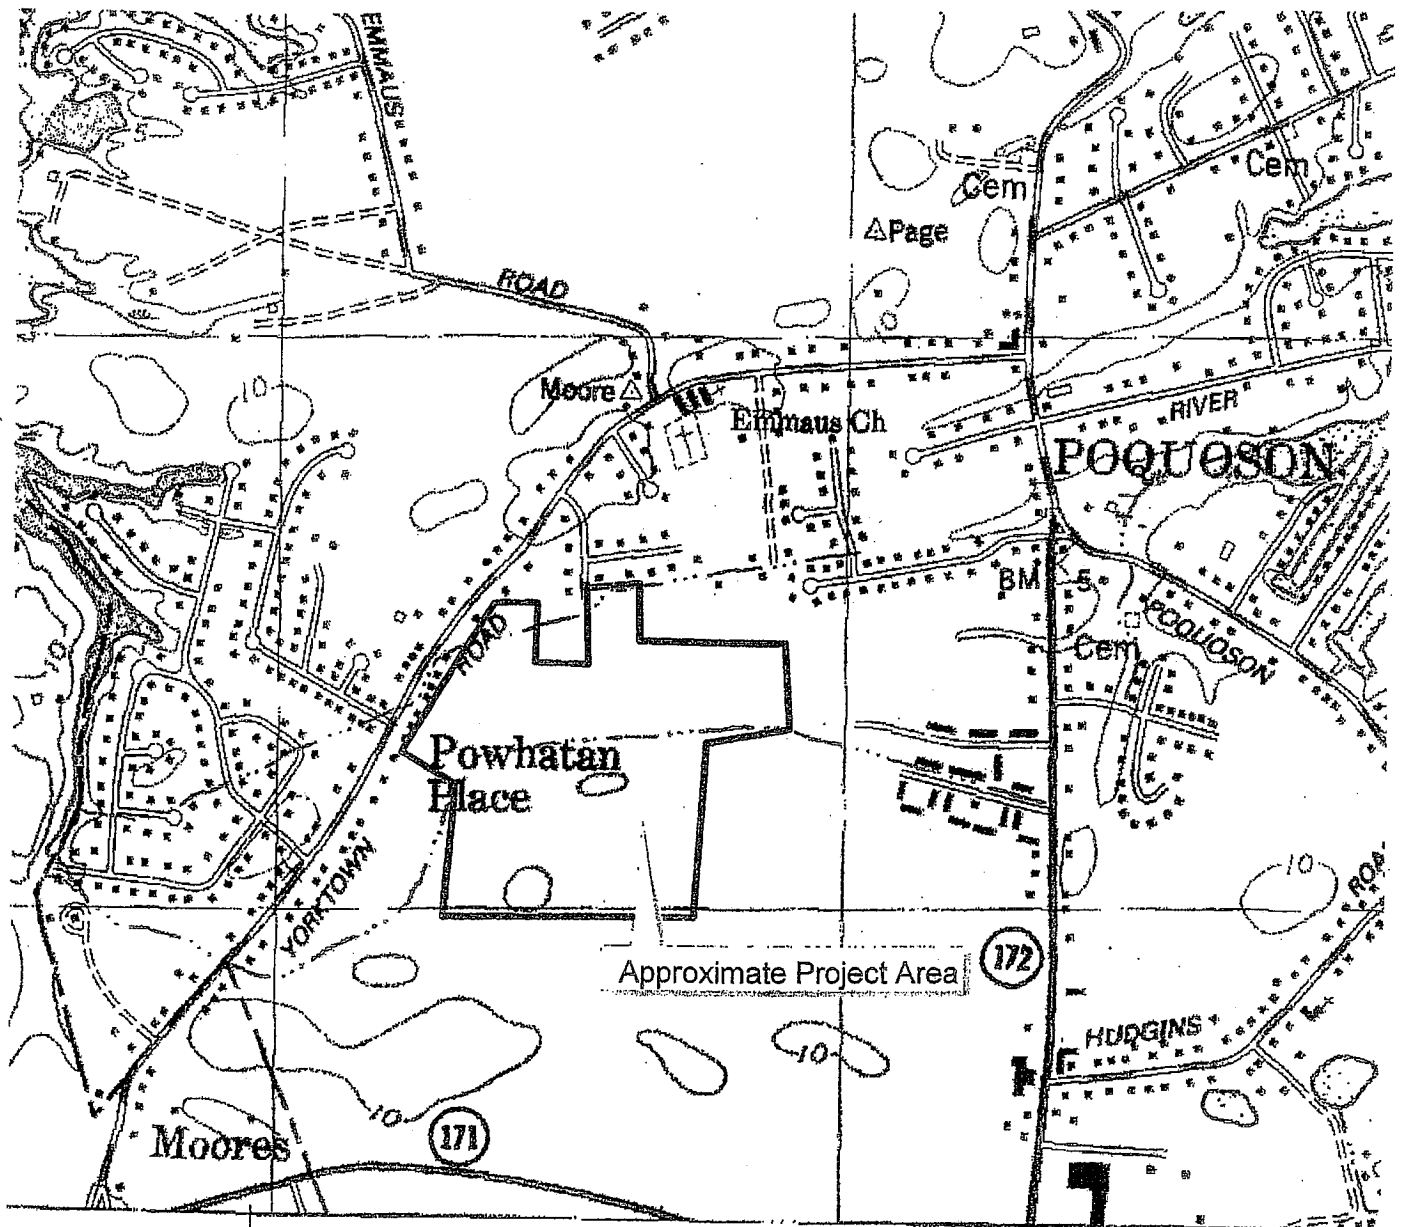 EMMAUS
Cem
Cem
Page
ROAD
Moore
Emmaus Ch
RIVER
POQUOSON
10
BM 5
POQUOSON
Cem
10
ROAD
Powhatan
Place
YORKTOWN
10
ROA
Approximate Project Area
172
HUDGINS
10
10
Moores
171